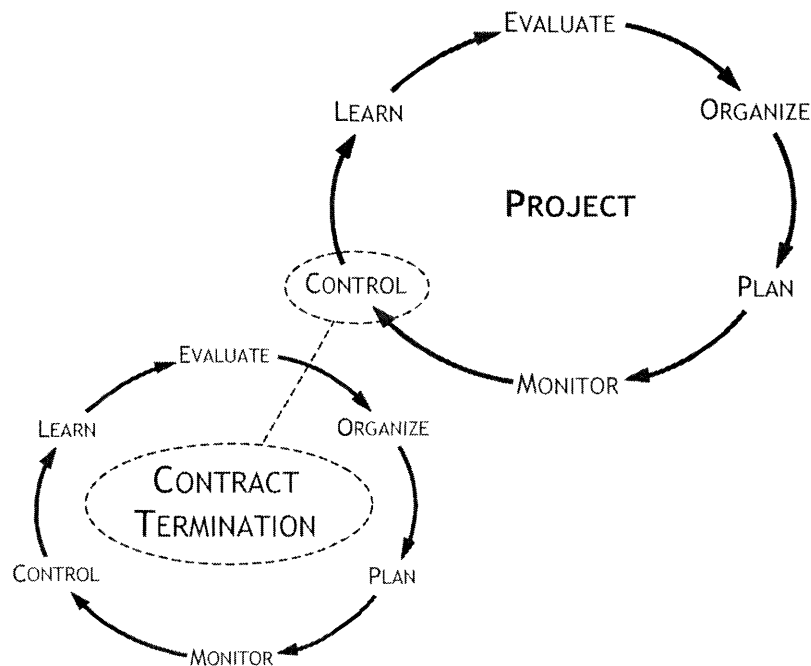 EVALUATE
ORGANIZE
PLAN
MONITOR
CONTROL
LEARN
PROJECT
EVALUATE
ORGANIZE
PLAN
MONITOR
CONTROL
LEARN
CONTRACT
TERMINATION